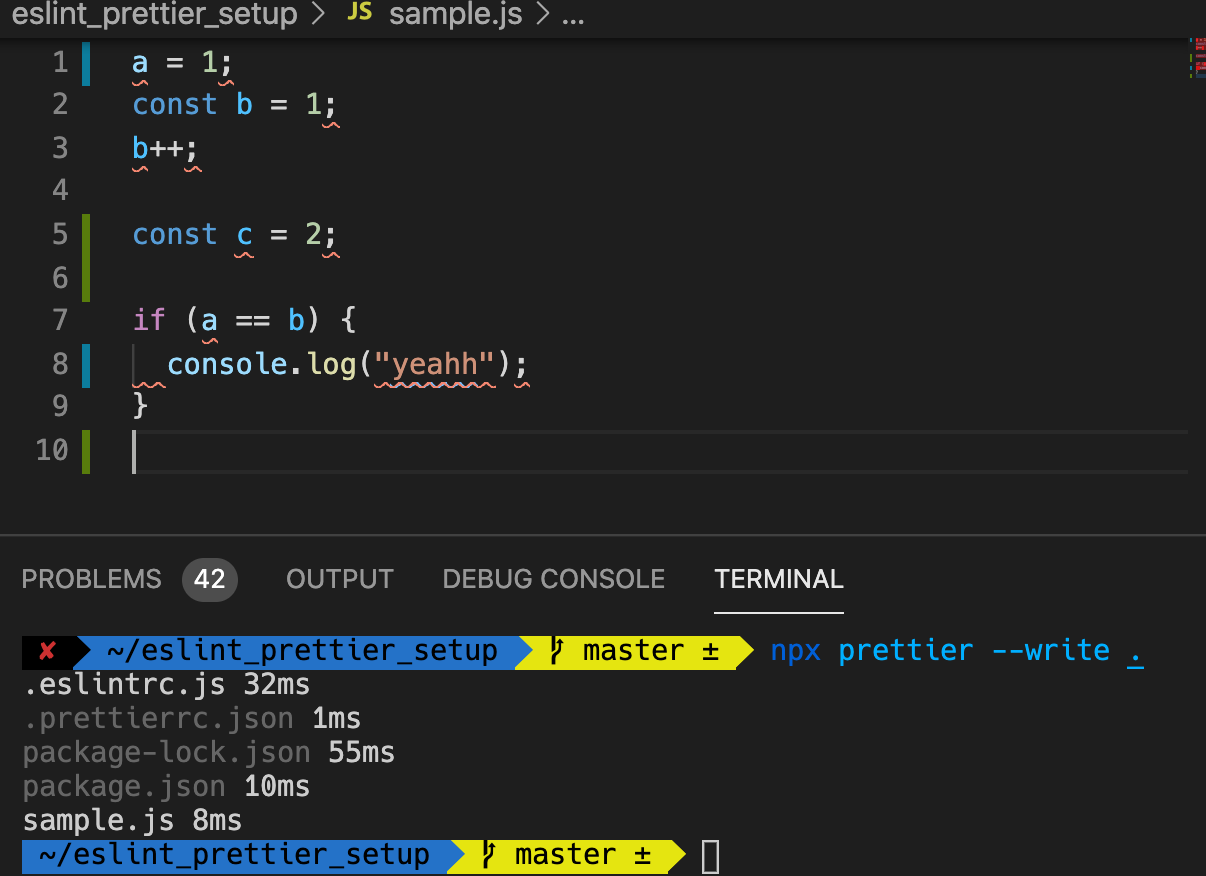 eslint_prettier_setup > JS sample.js > ...
1 a = 1;
2 const b = 1;
3 b++;
4
5 const c = 2;
6
7 if (a == b) {
8   console.log("yeahh");
9 }
10
PROBLEMS 42 OUTPUT DEBUG CONSOLE TERMINAL
✘ ~/eslint_prettier_setup master ± npx prettier --write .
.eslintrc.js 32ms
.prettierrc.json 1ms
package-lock.json 55ms
package.json 10ms
sample.js 8ms
~/eslint_prettier_setup master ±